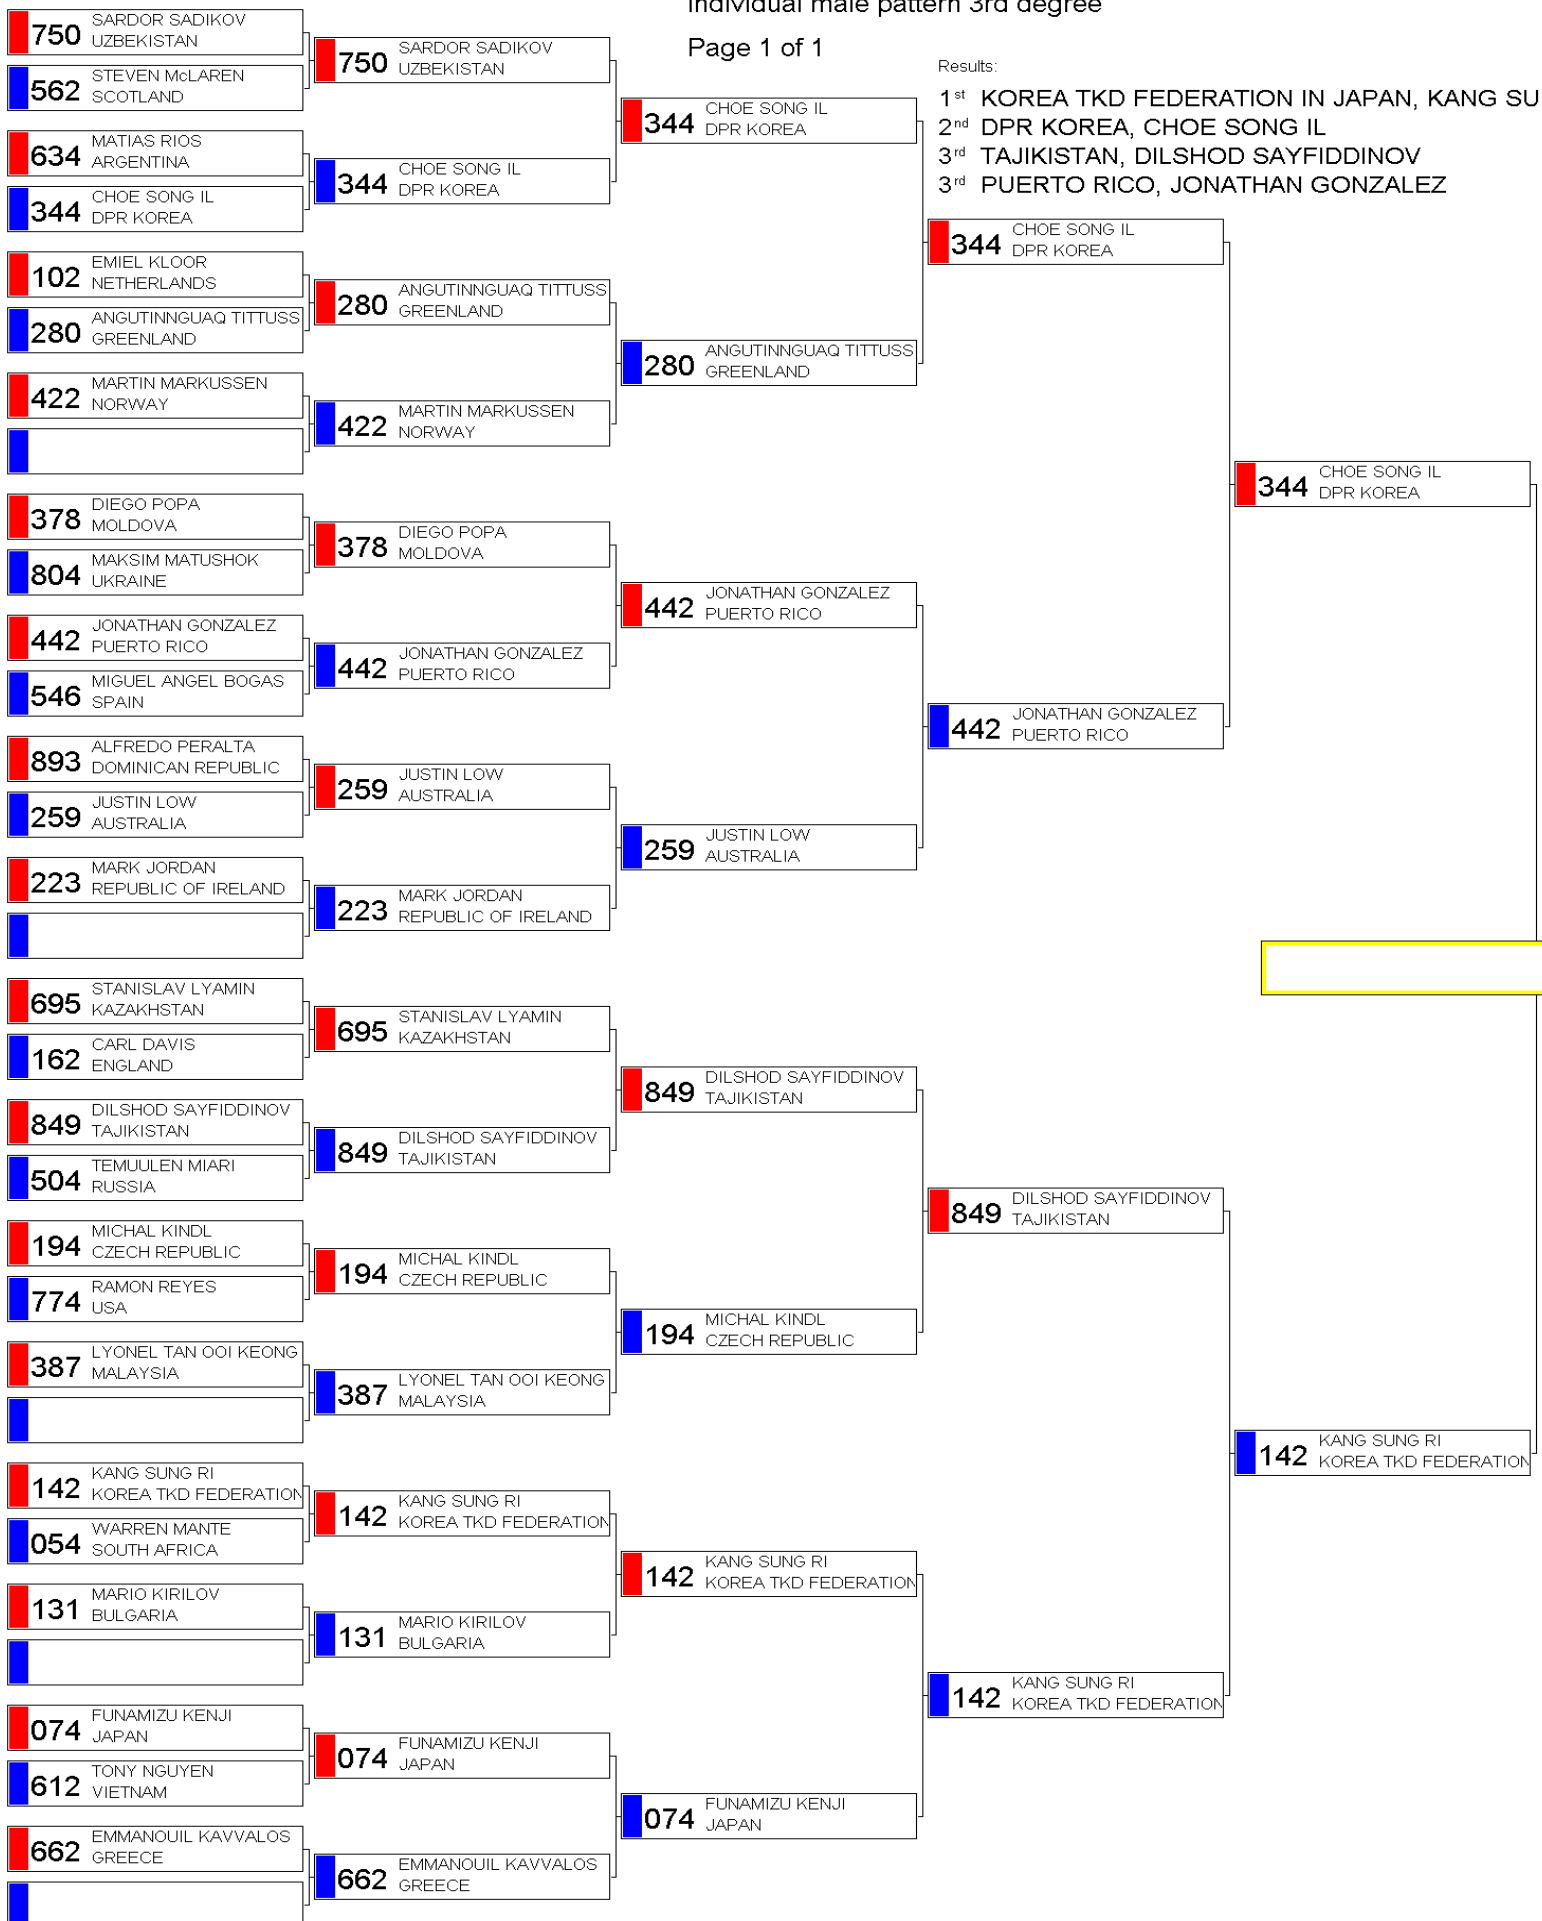 Individual male pattern 3rd degree
Page 1 of 1
Results:
1st KOREA TKD FEDERATION IN JAPAN, KANG SU
2nd DPR KOREA, CHOE SONG IL
3rd TAJIKISTAN, DILSHOD SAYFIDDINOV
3rd PUERTO RICO, JONATHAN GONZALEZ
750 SARDOR SADIKOV
UZBEKISTAN
562 STEVEN McLAREN
SCOTLAND
634 MATIAS RIOS
ARGENTINA
344 CHOE SONG IL
DPR KOREA
102 EMIEL KLOOR
NETHERLANDS
280 ANGUTINNGUAQ TITTUSS
GREENLAND
422 MARTIN MARKUSSEN
NORWAY
378 DIEGO POPA
MOLDOVA
804 MAKSIM MATUSHOK
UKRAINE
442 JONATHAN GONZALEZ
PUERTO RICO
546 MIGUEL ANGEL BOGAS
SPAIN
893 ALFREDO PERALTA
DOMINICAN REPUBLIC
259 JUSTIN LOW
AUSTRALIA
223 MARK JORDAN
REPUBLIC OF IRELAND
695 STANISLAV LYAMIN
KAZAKHSTAN
162 CARL DAVIS
ENGLAND
849 DILSHOD SAYFIDDINOV
TAJIKISTAN
504 TEMUULEN MIARI
RUSSIA
194 MICHAL KINDL
CZECH REPUBLIC
774 RAMON REYES
USA
387 LYONEL TAN OOI KEONG
MALAYSIA
142 KANG SUNG RI
KOREA TKD FEDERATION
054 WARREN MANTE
SOUTH AFRICA
131 MARIO KIRILOV
BULGARIA
074 FUNAMIZU KENJI
JAPAN
612 TONY NGUYEN
VIETNAM
662 EMMANOUIL KAVVALOS
GREECE
750 SARDOR SADIKOV
UZBEKISTAN
344 CHOE SONG IL
DPR KOREA
280 ANGUTINNGUAQ TITTUSS
GREENLAND
422 MARTIN MARKUSSEN
NORWAY
378 DIEGO POPA
MOLDOVA
442 JONATHAN GONZALEZ
PUERTO RICO
259 JUSTIN LOW
AUSTRALIA
223 MARK JORDAN
REPUBLIC OF IRELAND
695 STANISLAV LYAMIN
KAZAKHSTAN
849 DILSHOD SAYFIDDINOV
TAJIKISTAN
194 MICHAL KINDL
CZECH REPUBLIC
387 LYONEL TAN OOI KEONG
MALAYSIA
142 KANG SUNG RI
KOREA TKD FEDERATION
131 MARIO KIRILOV
BULGARIA
074 FUNAMIZU KENJI
JAPAN
662 EMMANOUIL KAVVALOS
GREECE
344 CHOE SONG IL
DPR KOREA
280 ANGUTINNGUAQ TITTUSS
GREENLAND
442 JONATHAN GONZALEZ
PUERTO RICO
259 JUSTIN LOW
AUSTRALIA
849 DILSHOD SAYFIDDINOV
TAJIKISTAN
194 MICHAL KINDL
CZECH REPUBLIC
142 KANG SUNG RI
KOREA TKD FEDERATION
074 FUNAMIZU KENJI
JAPAN
344 CHOE SONG IL
DPR KOREA
442 JONATHAN GONZALEZ
PUERTO RICO
849 DILSHOD SAYFIDDINOV
TAJIKISTAN
142 KANG SUNG RI
KOREA TKD FEDERATION
344 CHOE SONG IL
DPR KOREA
142 KANG SUNG RI
KOREA TKD FEDERATION